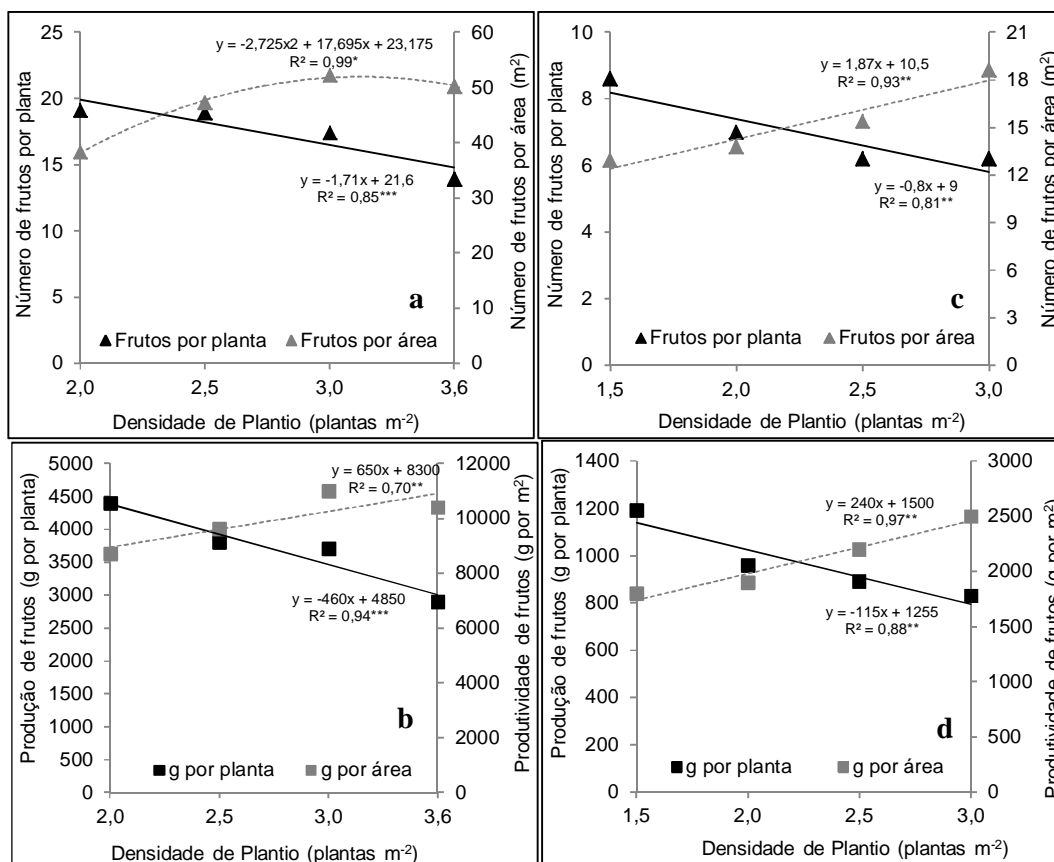 Número de frutos por planta
25
20
15
10
5
0
y = -2,725x2 + 17,695x + 23,175
R² = 0,99*
y = -1,71x + 21,6
R² = 0,85***
a
Frutos por planta Frutos por área
60
50
40
30
20
10
0
Número de frutos por área (m²)
2,0 2,5 3,0 3,6
Densidade de Plantio (plantas m⁻²)
Número de frutos por planta
10
8
6
4
2
0
y = 1,87x + 10,5
R² = 0,93**
y = -0,8x + 9
R² = 0,81**
c
Frutos por planta Frutos por área
21
18
15
12
9
6
3
0
Número de frutos por área (m²)
1,5 2,0 2,5 3,0
Densidade de Plantio (plantas m⁻²)
Produção de frutos (g por planta)
5000
4500
4000
3500
3000
2500
2000
1500
1000
500
0
y = 650x + 8300
R² = 0,70**
y = -460x + 4850
R² = 0,94***
b
g por planta g por área
12000
10000
8000
6000
4000
2000
0
Produtividade de frutos (g por m²)
2,0 2,5 3,0 3,6
Densidade de Plantio (plantas m⁻²)
Produção de frutos (g por planta)
1400
1200
1000
800
600
400
200
0
y = 240x + 1500
R² = 0,97**
y = -115x + 1255
R² = 0,88**
d
g por planta g por área
3000
2500
2000
1500
1000
500
0
Produtividade de frutos (g por m²)
1,5 2,0 2,5 3,0
Densidade de Plantio (plantas m⁻²)